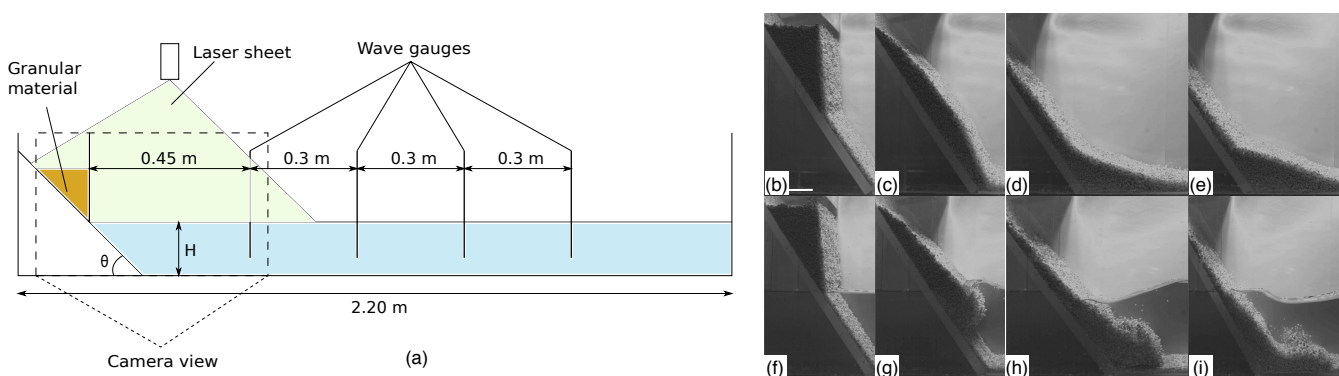 Laser sheet
Wave gauges
Granular
material
0.45 m
0.3 m
0.3 m
0.3 m
H
θ
2.20 m
Camera view
(a)
(b)
(c)
(d)
(e)
(f)
(g)
(h)
(i)